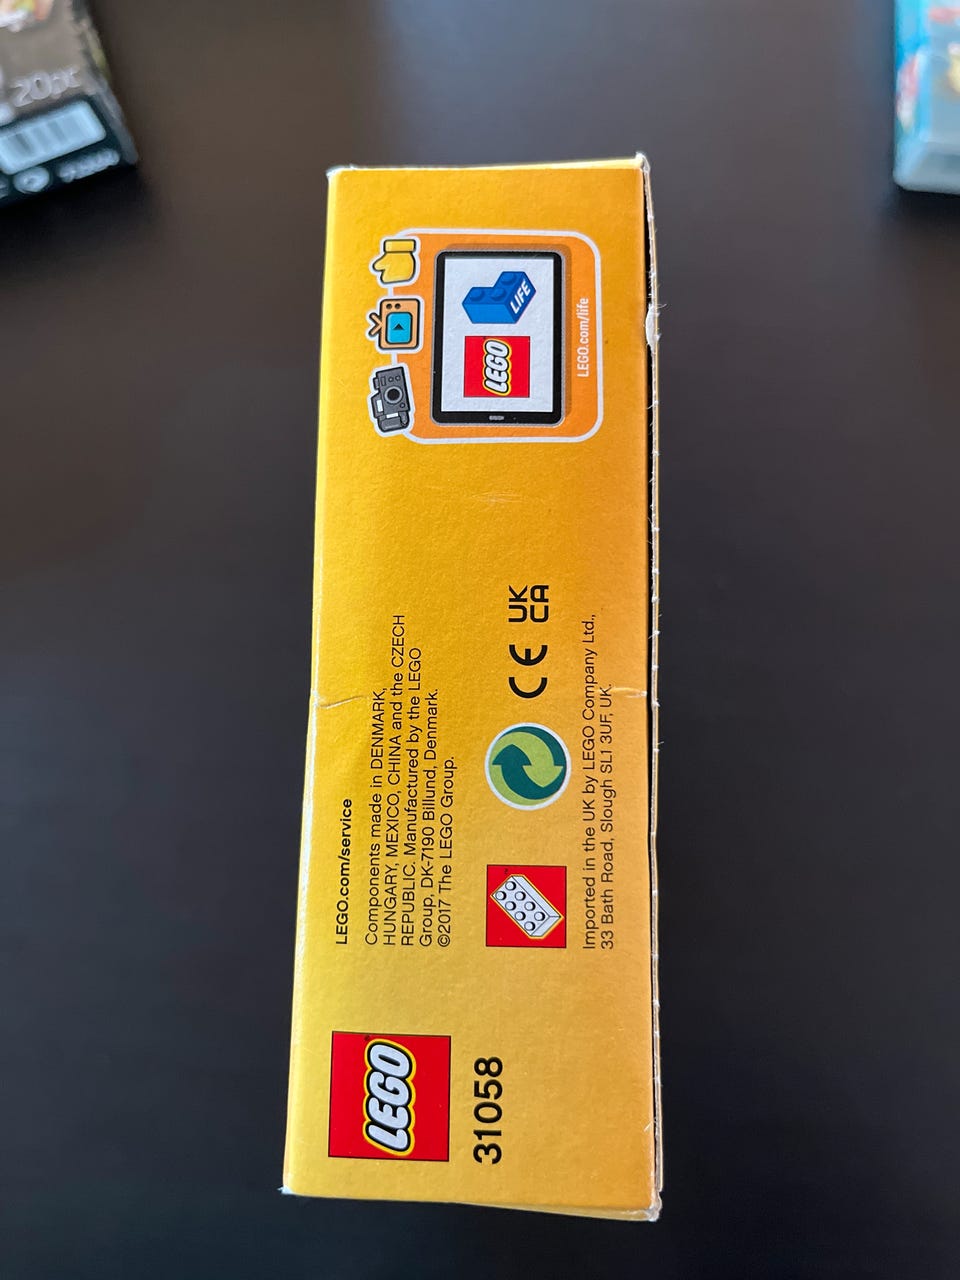 LEGO
31058
LEGO.com/service
Components made in DENMARK,
HUNGARY, MEXICO, CHINA and the CZECH
REPUBLIC. Manufactured by the LEGO
Group, DK-7190 Billund, Denmark.
©2017 The LEGO Group.
CE UK
CA
Imported in the UK by LEGO Company Ltd.,
33 Bath Road, Slough SL1 3UF, UK.
LEGO LIFE
LEGO.com/life
20pc